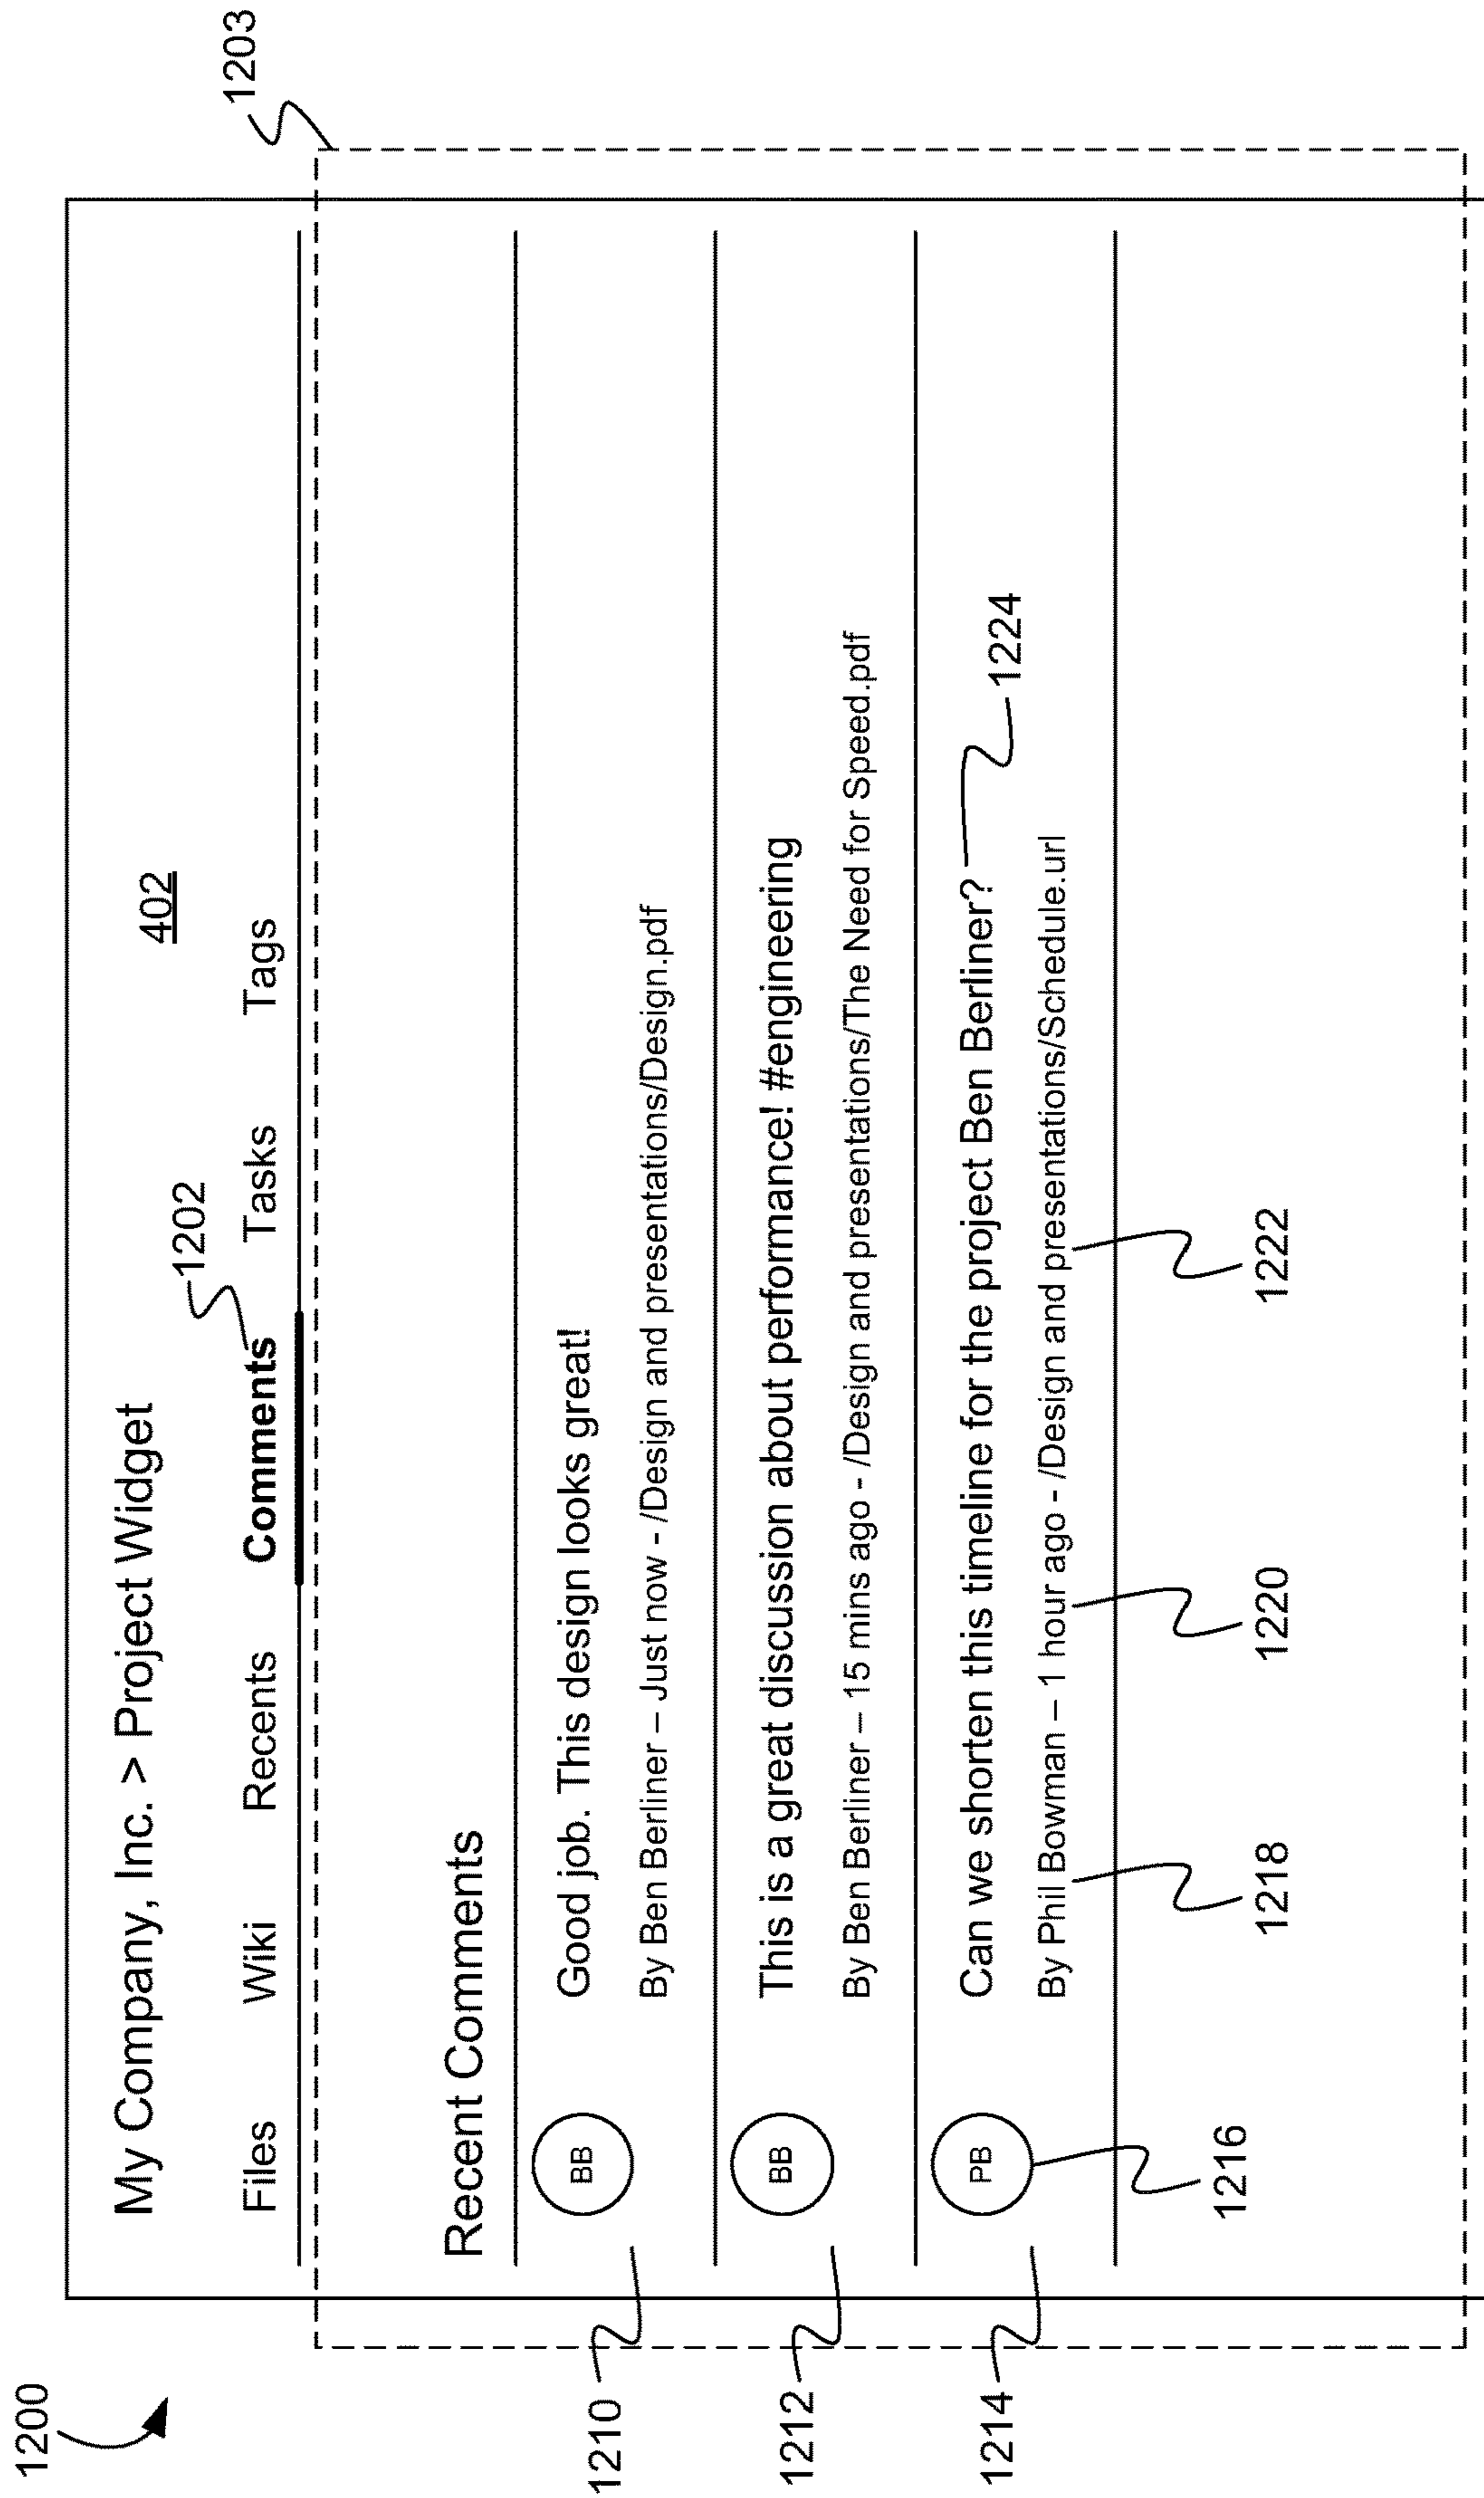 1200
My Company, Inc. > Project Widget
402
1202
1203
Files Wiki Recents Comments Tasks Tags
Recent Comments
1210
BB
Good job. This design looks great!
By Ben Berliner – Just now - /Design and presentations/Design.pdf
1212
BB
This is a great discussion about performance! #engineering
By Ben Berliner – 15 mins ago - /Design and presentations/The Need for Speed.pdf
1214
PB
Can we shorten this timeline for the project Ben Berliner?
1224
By Phil Bowman – 1 hour ago - /Design and presentations/Schedule.url
1216
1218
1220
1222